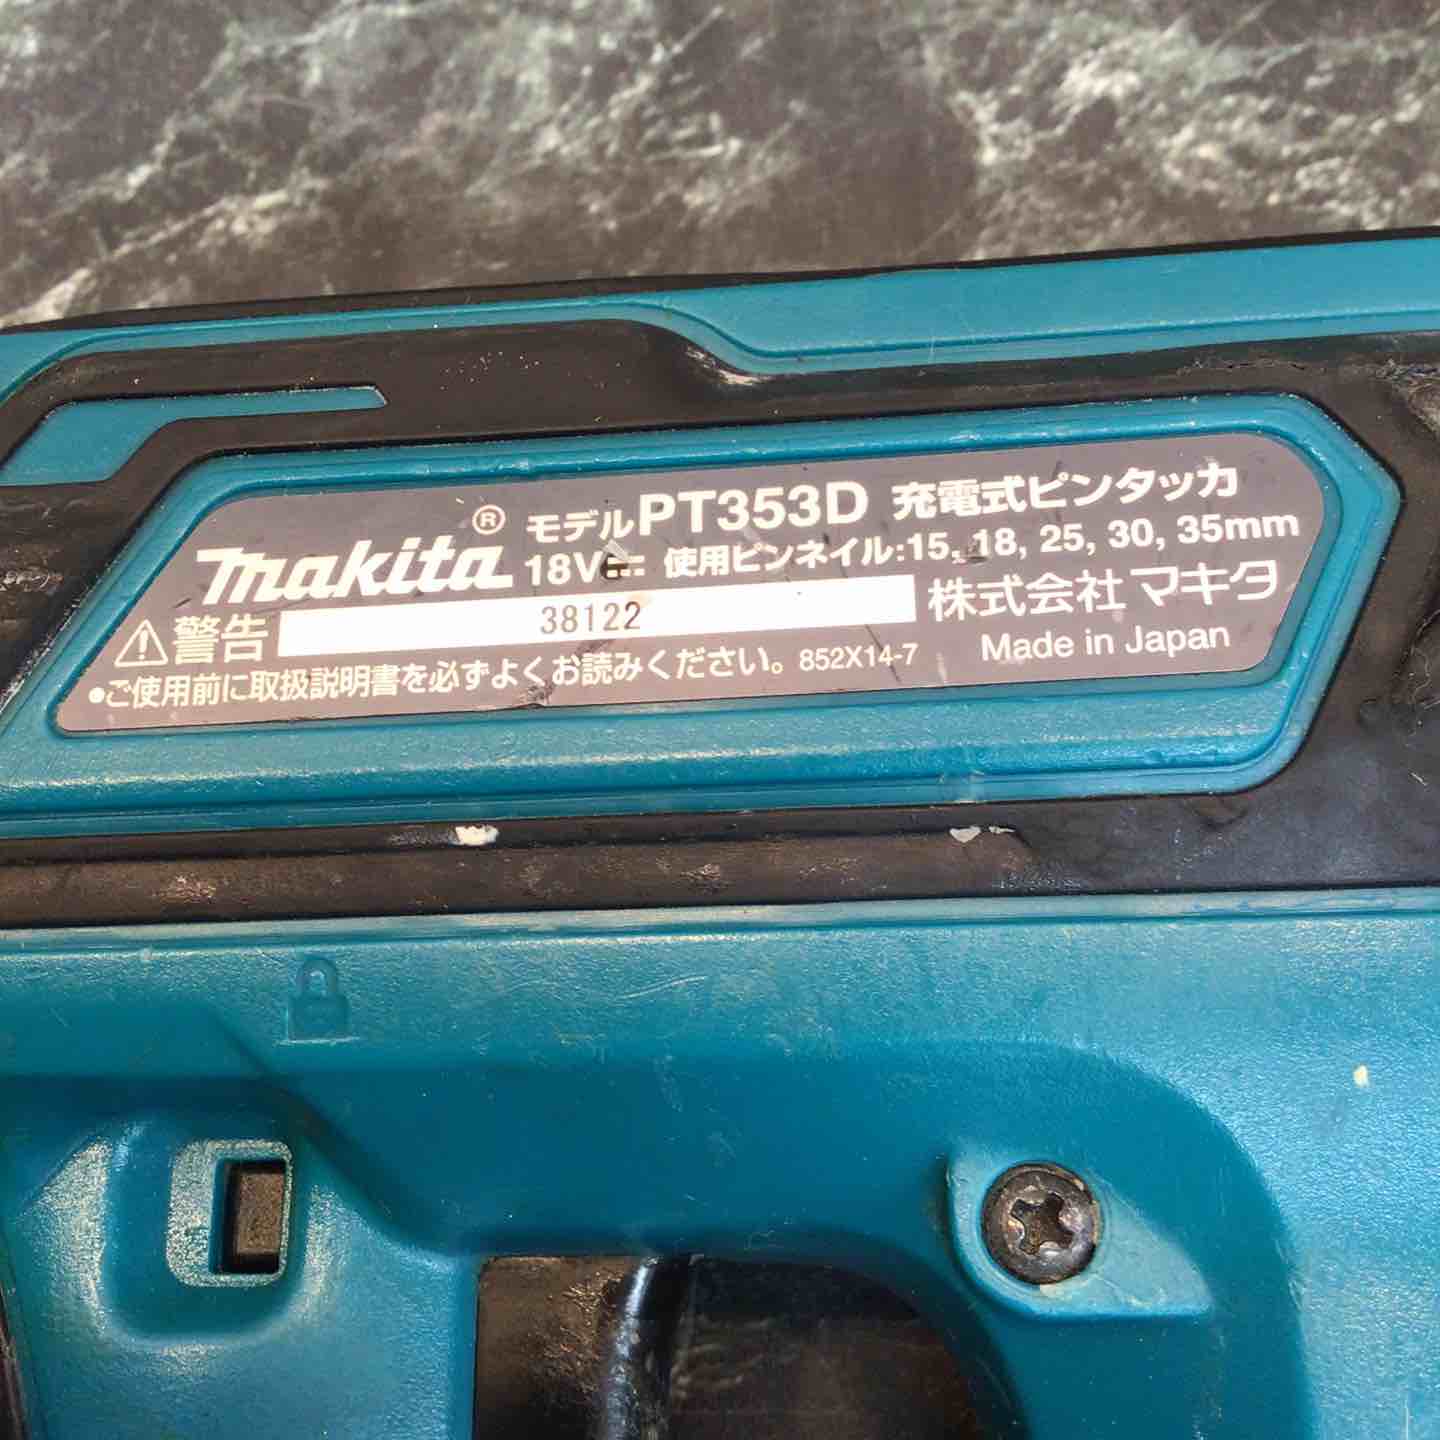 makita® モデルPT353D 充電式ピンタッカ
18V 使用ピンネイル:15, 18, 25, 30, 35mm
警告 38122 株式会社マキタ
●ご使用前に取扱説明書を必ずよくお読みください。 852X14-7 Made in Japan